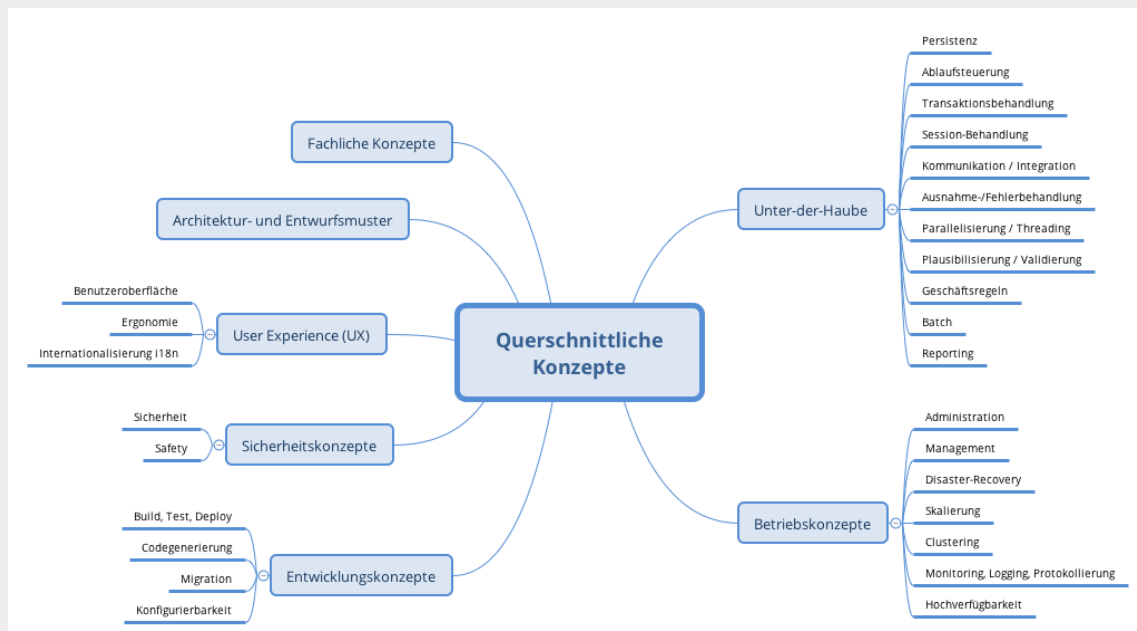 Querschnittliche
Konzepte
Fachliche Konzepte
Architektur- und Entwurfsmuster
User Experience (UX)
Benutzeroberfläche
Ergonomie
Internationalisierung i18n
Sicherheitskonzepte
Sicherheit
Safety
Entwicklungskonzepte
Build, Test, Deploy
Codegenerierung
Migration
Konfigurierbarkeit
Unter-der-Haube
Persistenz
Ablaufsteuerung
Transaktionsbehandlung
Session-Behandlung
Kommunikation / Integration
Ausnahme-/Fehlerbehandlung
Parallelisierung / Threading
Plausibilisierung / Validierung
Geschäftsregeln
Batch
Reporting
Betriebskonzepte
Administration
Management
Disaster-Recovery
Skalierung
Clustering
Monitoring, Logging, Protokollierung
Hochverfügbarkeit